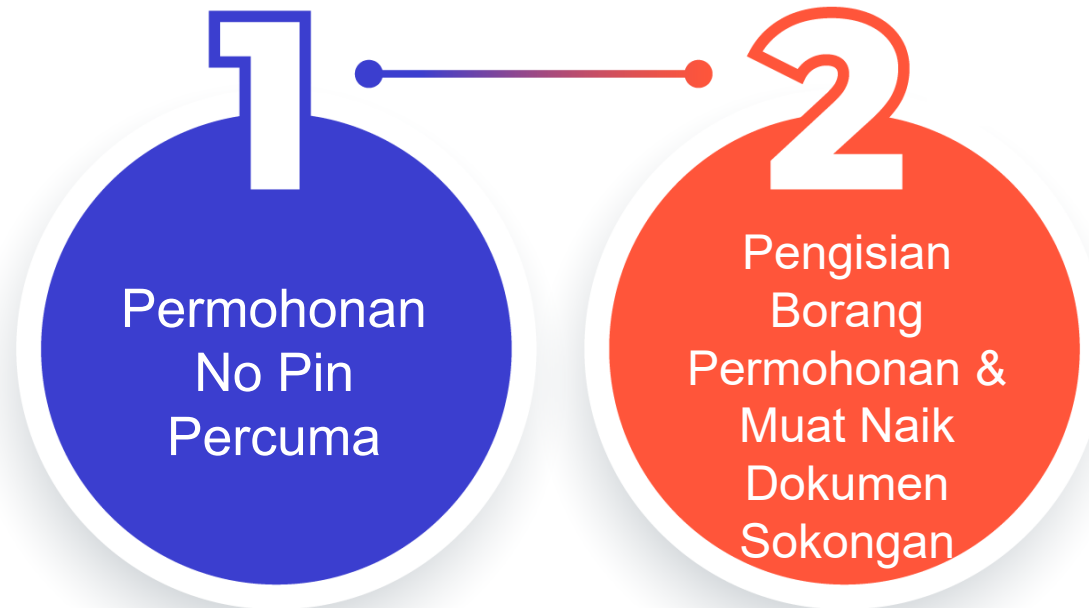 1
Permohonan
No Pin
Percuma
2
Pengisian
Borang
Permohonan &
Muat Naik
Dokumen
Sokongan